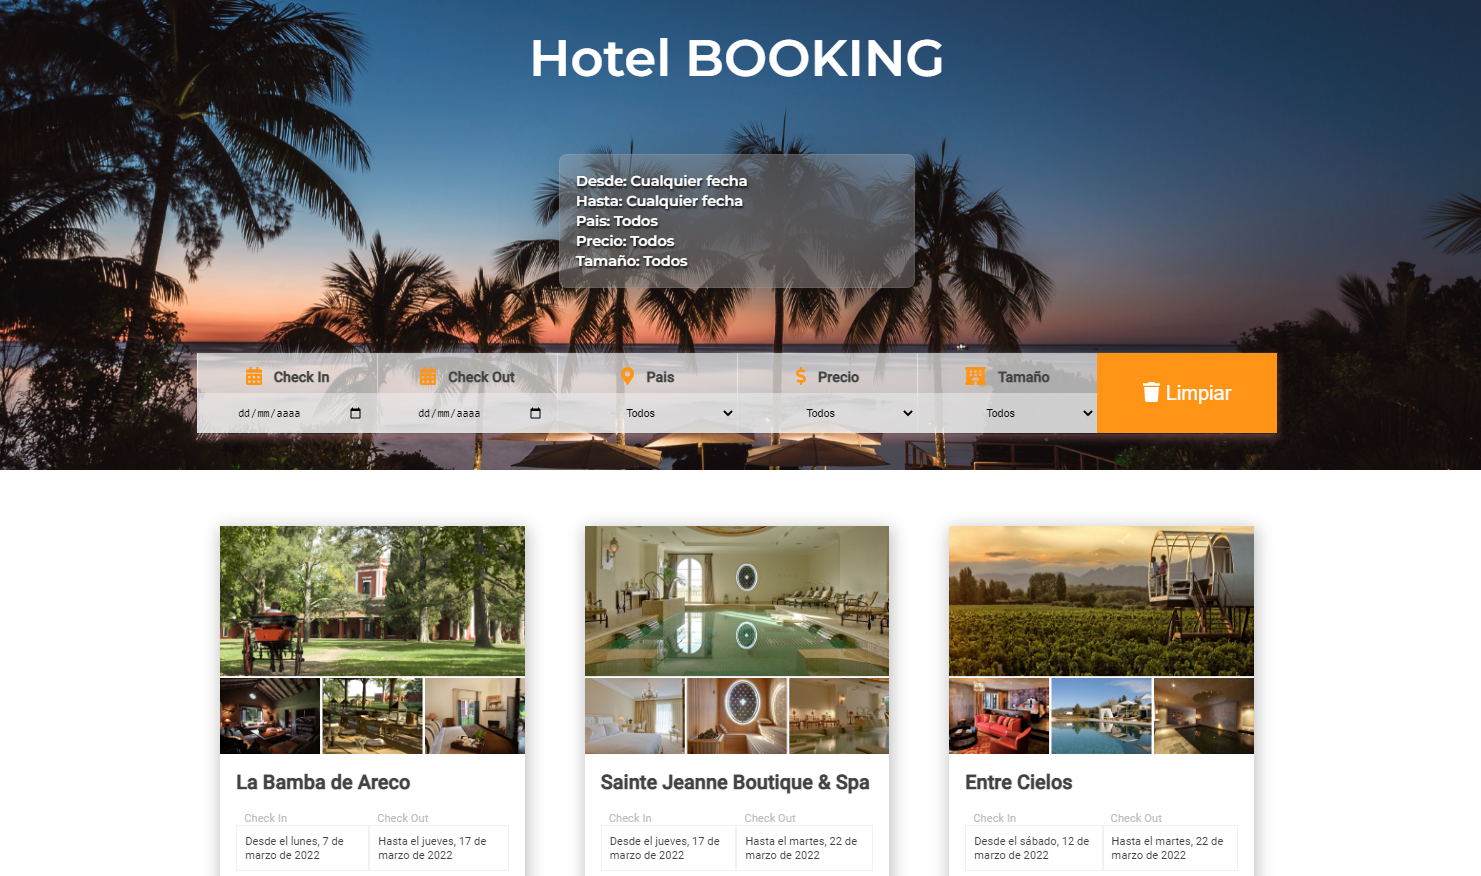 Hotel BOOKING
Desde: Cualquier fecha
Hasta: Cualquier fecha
Pais: Todos
Precio: Todos
Tamaño: Todos
Check In
Check Out
Pais
Precio
Tamaño
Limpiar
dd/mm/aaaa
dd/mm/aaaa
Todos
Todos
Todos
La Bamba de Areco
Check In
Check Out
Desde el lunes, 7 de
marzo de 2022
Hasta el jueves, 17 de
marzo de 2022
Sainte Jeanne Boutique & Spa
Check In
Check Out
Desde el jueves, 17 de
marzo de 2022
Hasta el martes, 22 de
marzo de 2022
Entre Cielos
Check In
Check Out
Desde el sábado, 12 de
marzo de 2022
Hasta el martes, 22 de
marzo de 2022